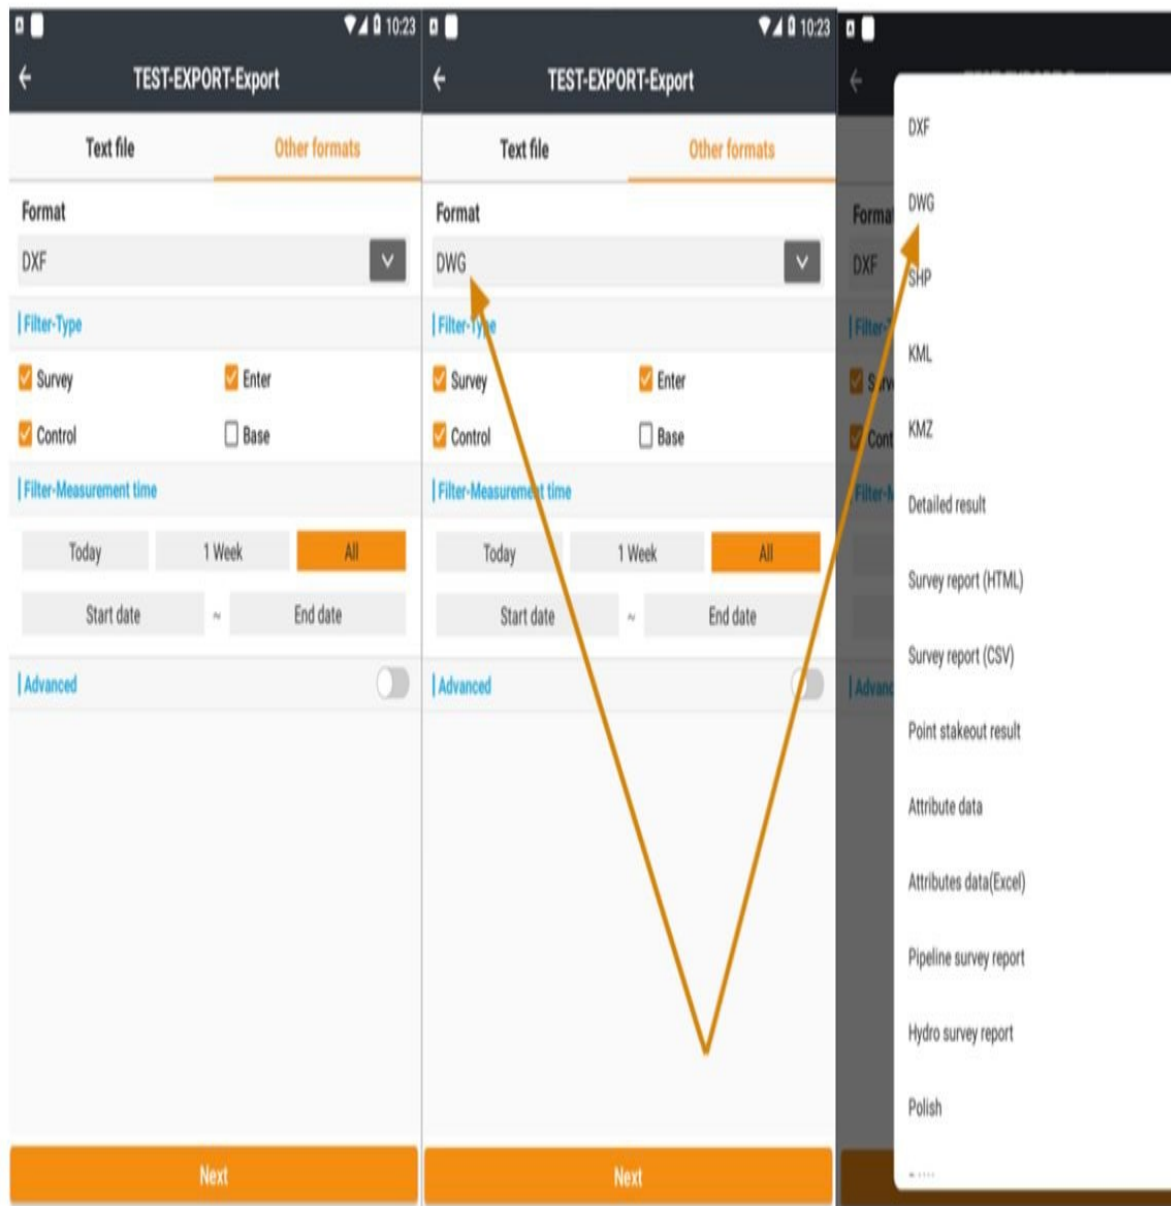 10:23
TEST-EXPORT-Export
Text file Other formats
Format
DXF
Filter-Type
Survey Enter
Control Base
Filter-Measurement time
Today 1 Week All
Start date ~ End date
Advanced
Next
10:23
TEST-EXPORT-Export
Text file Other formats
Format
DWG
Filter-Type
Survey Enter
Control Base
Filter-Measurement time
Today 1 Week All
Start date ~ End date
Advanced
Next
DXF
DWG
SHP
KML
KMZ
Detailed result
Survey report (HTML)
Survey report (CSV)
Point stakeout result
Attribute data
Attributes data(Excel)
Pipeline survey report
Hydro survey report
Polish
DXF